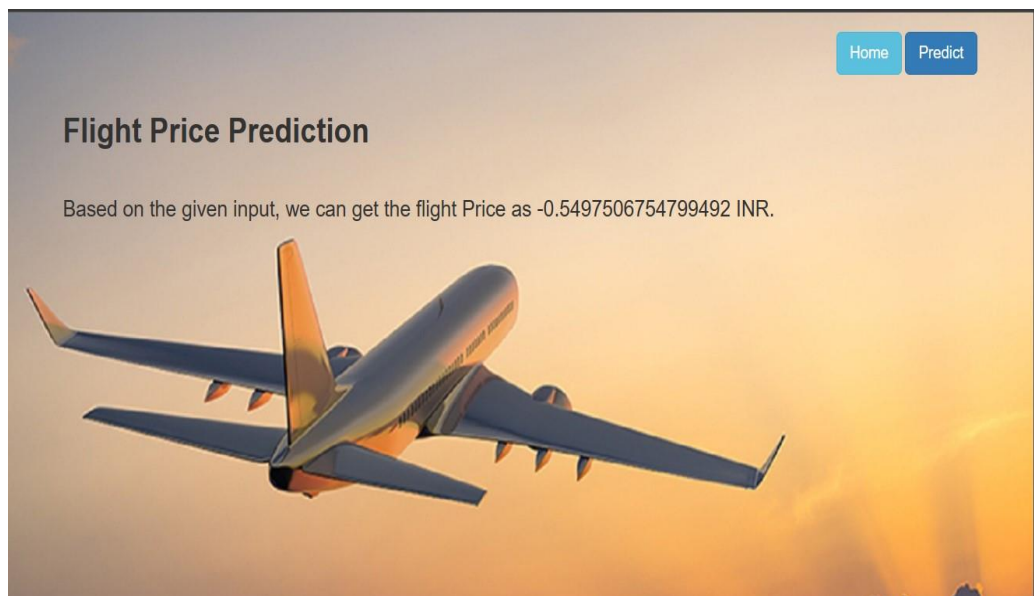 Home Predict
Flight Price Prediction
Based on the given input, we can get the flight Price as -0.5497506754799492 INR.